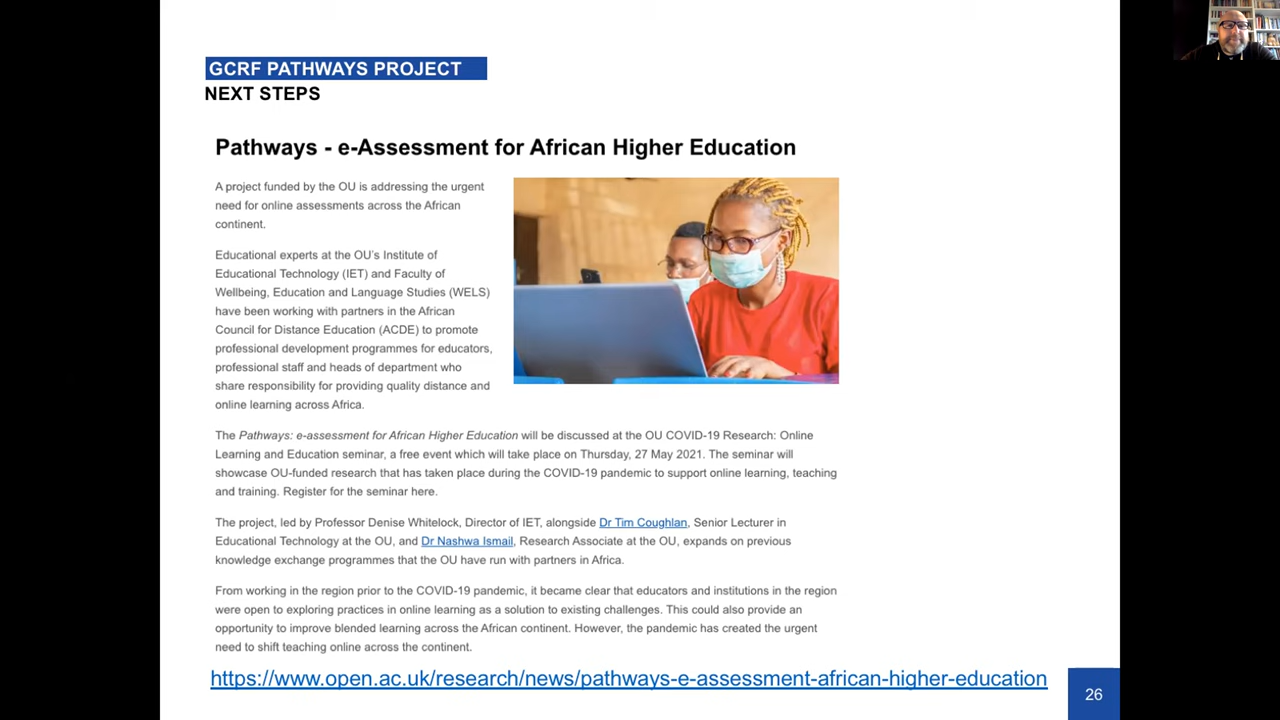 GCRF PATHWAYS PROJECT
NEXT STEPS
Pathways - e-Assessment for African Higher Education
A project funded by the OU is addressing the urgent
need for online assessments across the African
continent.
Educational experts at the OU's Institute of
Educational Technology (IET) and Faculty of
Wellbeing, Education and Language Studies (WELS)
have been working with partners in the African
Council for Distance Education (ACDE) to promote
professional development programmes for educators,
professional staff and heads of department who
share responsibility for providing quality distance and
online learning across Africa.
The Pathways: e-assessment for African Higher Education will be discussed at the OU COVID-19 Research: Online
Learning and Education seminar, a free event which will take place on Thursday, 27 May 2021. The seminar will
showcase OU-funded research that has taken place during the COVID-19 pandemic to support online learning, teaching
and training. Register for the seminar here.
The project, led by Professor Denise Whitelock, Director of IET, alongside Dr Tim Coughlan, Senior Lecturer in
Educational Technology at the OU, and Dr Nashwa Ismail, Research Associate at the OU, expands on previous
knowledge exchange programmes that the OU have run with partners in Africa.
From working in the region prior to the COVID-19 pandemic, it became clear that educators and institutions in the region
were open to exploring practices in online learning as a solution to existing challenges. This could also provide an
opportunity to improve blended learning across the African continent. However, the pandemic has created the urgent
need to shift teaching online across the continent.
https://www.open.ac.uk/research/news/pathways-e-assessment-african-higher-education
26